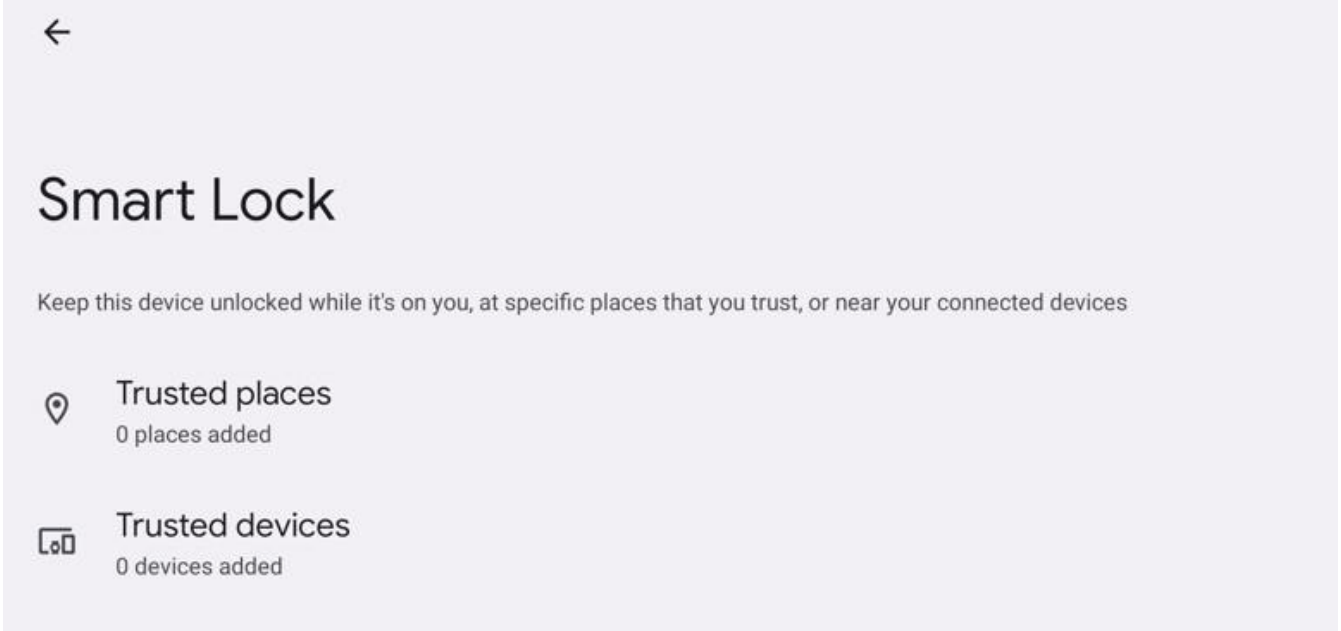 Smart Lock
Keep this device unlocked while it's on you, at specific places that you trust, or near your connected devices
Trusted places
0 places added
Trusted devices
0 devices added